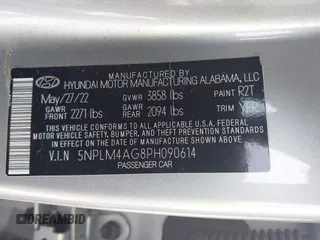 MANUFACTURED BY
HYUNDAI MOTOR MANUFACTURING ALABAMA, LLC
May/27/22 GVWR 3858 lbs PAINT R2T
GAWR FRONT 2271 lbs GAWR REAR 2094 lbs TRIM YFR
THIS VEHICLE CONFORMS TO ALL APPLICABLE U.S.
FEDERAL MOTOR VEHICLE SAFETY, BUMPER, AND
THEFT PREVENTION STANDARDS IN EFFECT ON THE
DATE OF MANUFACTURE SHOWN ABOVE.
V.I.N 5NPLM4AG8PH090614
PASSENGER CAR
DREAMBID